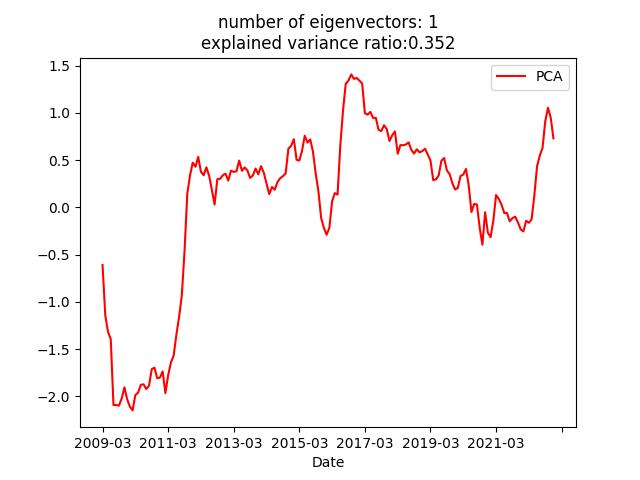 number of eigenvectors: 1
explained variance ratio:0.352
PCA
1.5
1.0
0.5
0.0
−0.5
−1.0
−1.5
−2.0
2009-03 2011-03 2013-03 2015-03 2017-03 2019-03 2021-03
Date